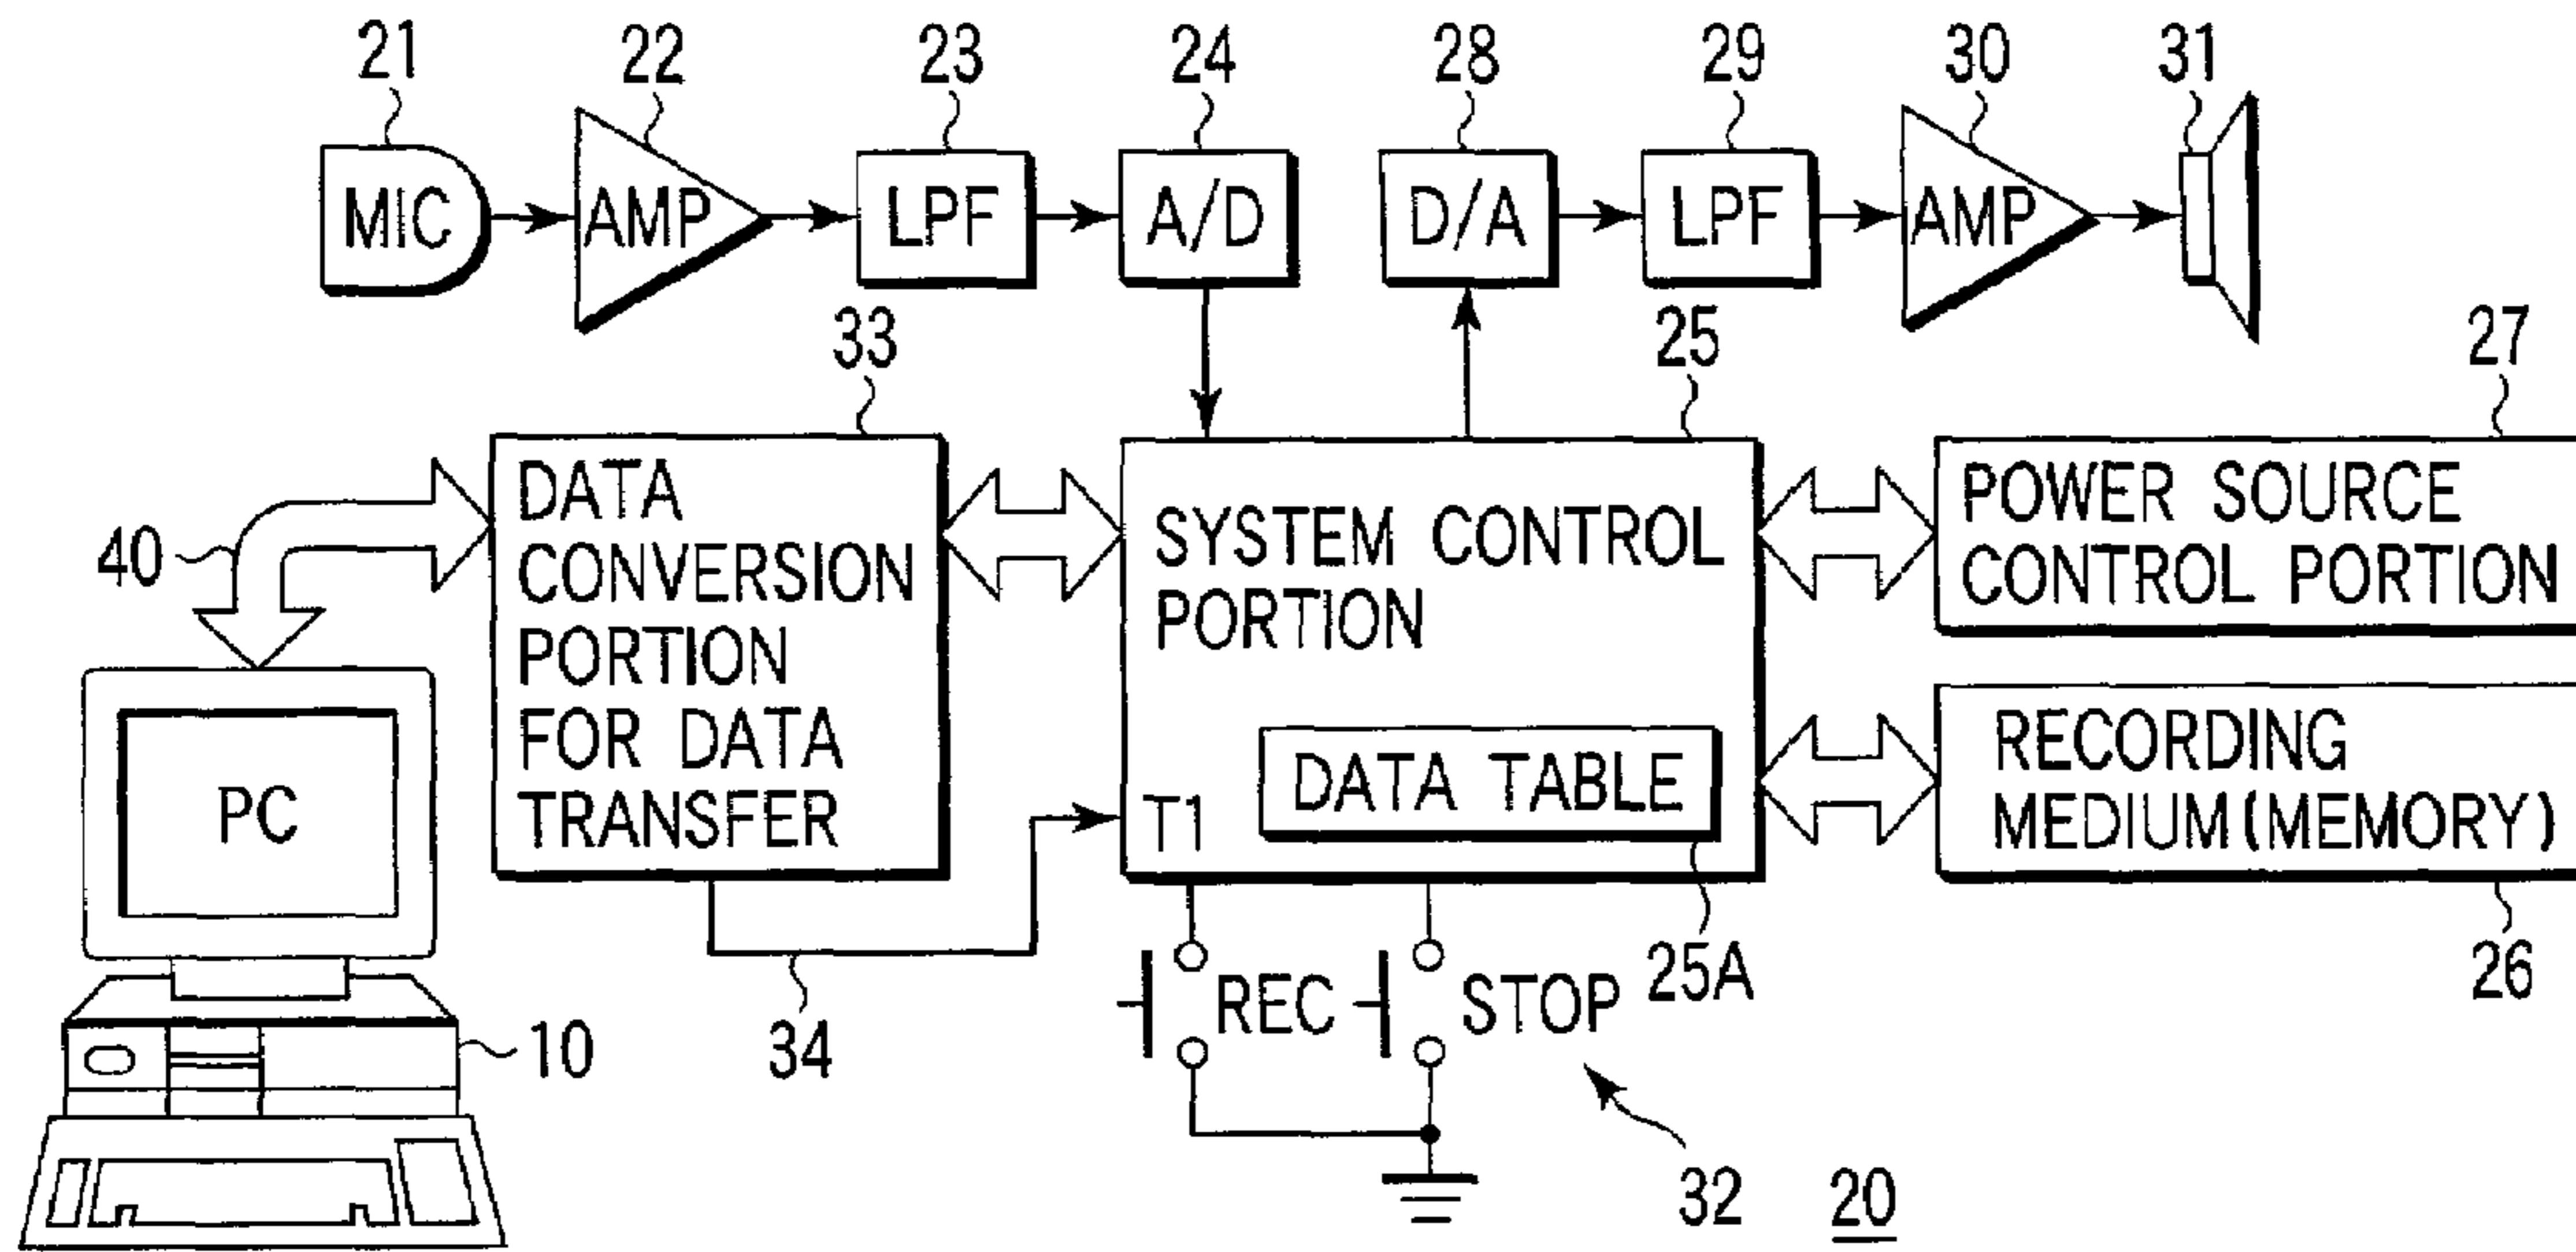 21 22 23 24 28 29 30 31
MIC AMP LPF A/D D/A LPF AMP
33 25 27
DATA
CONVERSION
PORTION
FOR DATA
TRANSFER
SYSTEM CONTROL
PORTION
T1
DATA TABLE
POWER SOURCE
CONTROL PORTION
RECORDING
MEDIUM(MEMORY)
40
PC
10
34
REC
STOP
25A
26
32
20